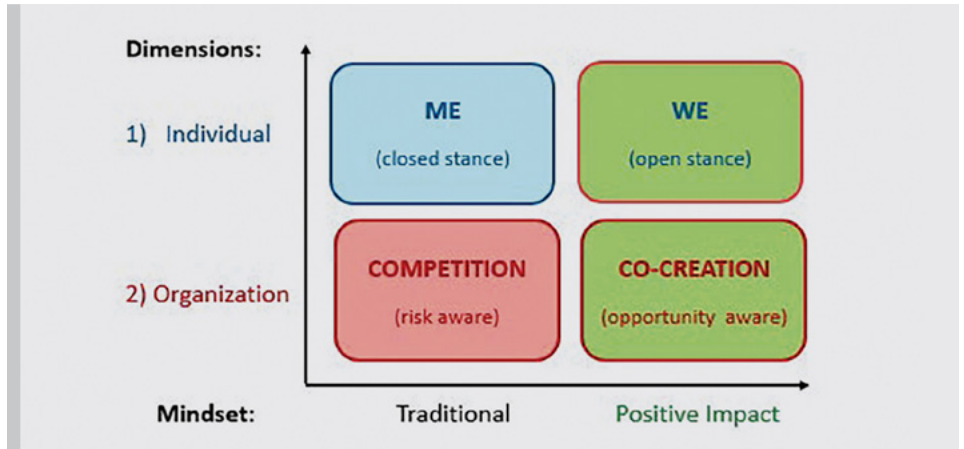 Dimensions:
1) Individual
ME
(closed stance)
WE
(open stance)
2) Organization
COMPETITION
(risk aware)
CO-CREATION
(opportunity aware)
Mindset:
Traditional
Positive Impact